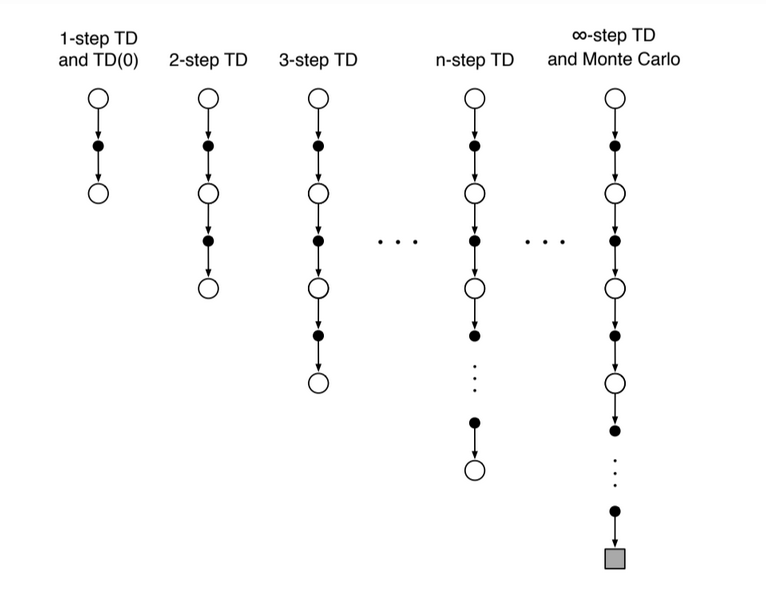 1-step TD
and TD(0)
2-step TD
3-step TD
n-step TD
∞-step TD
and Monte Carlo